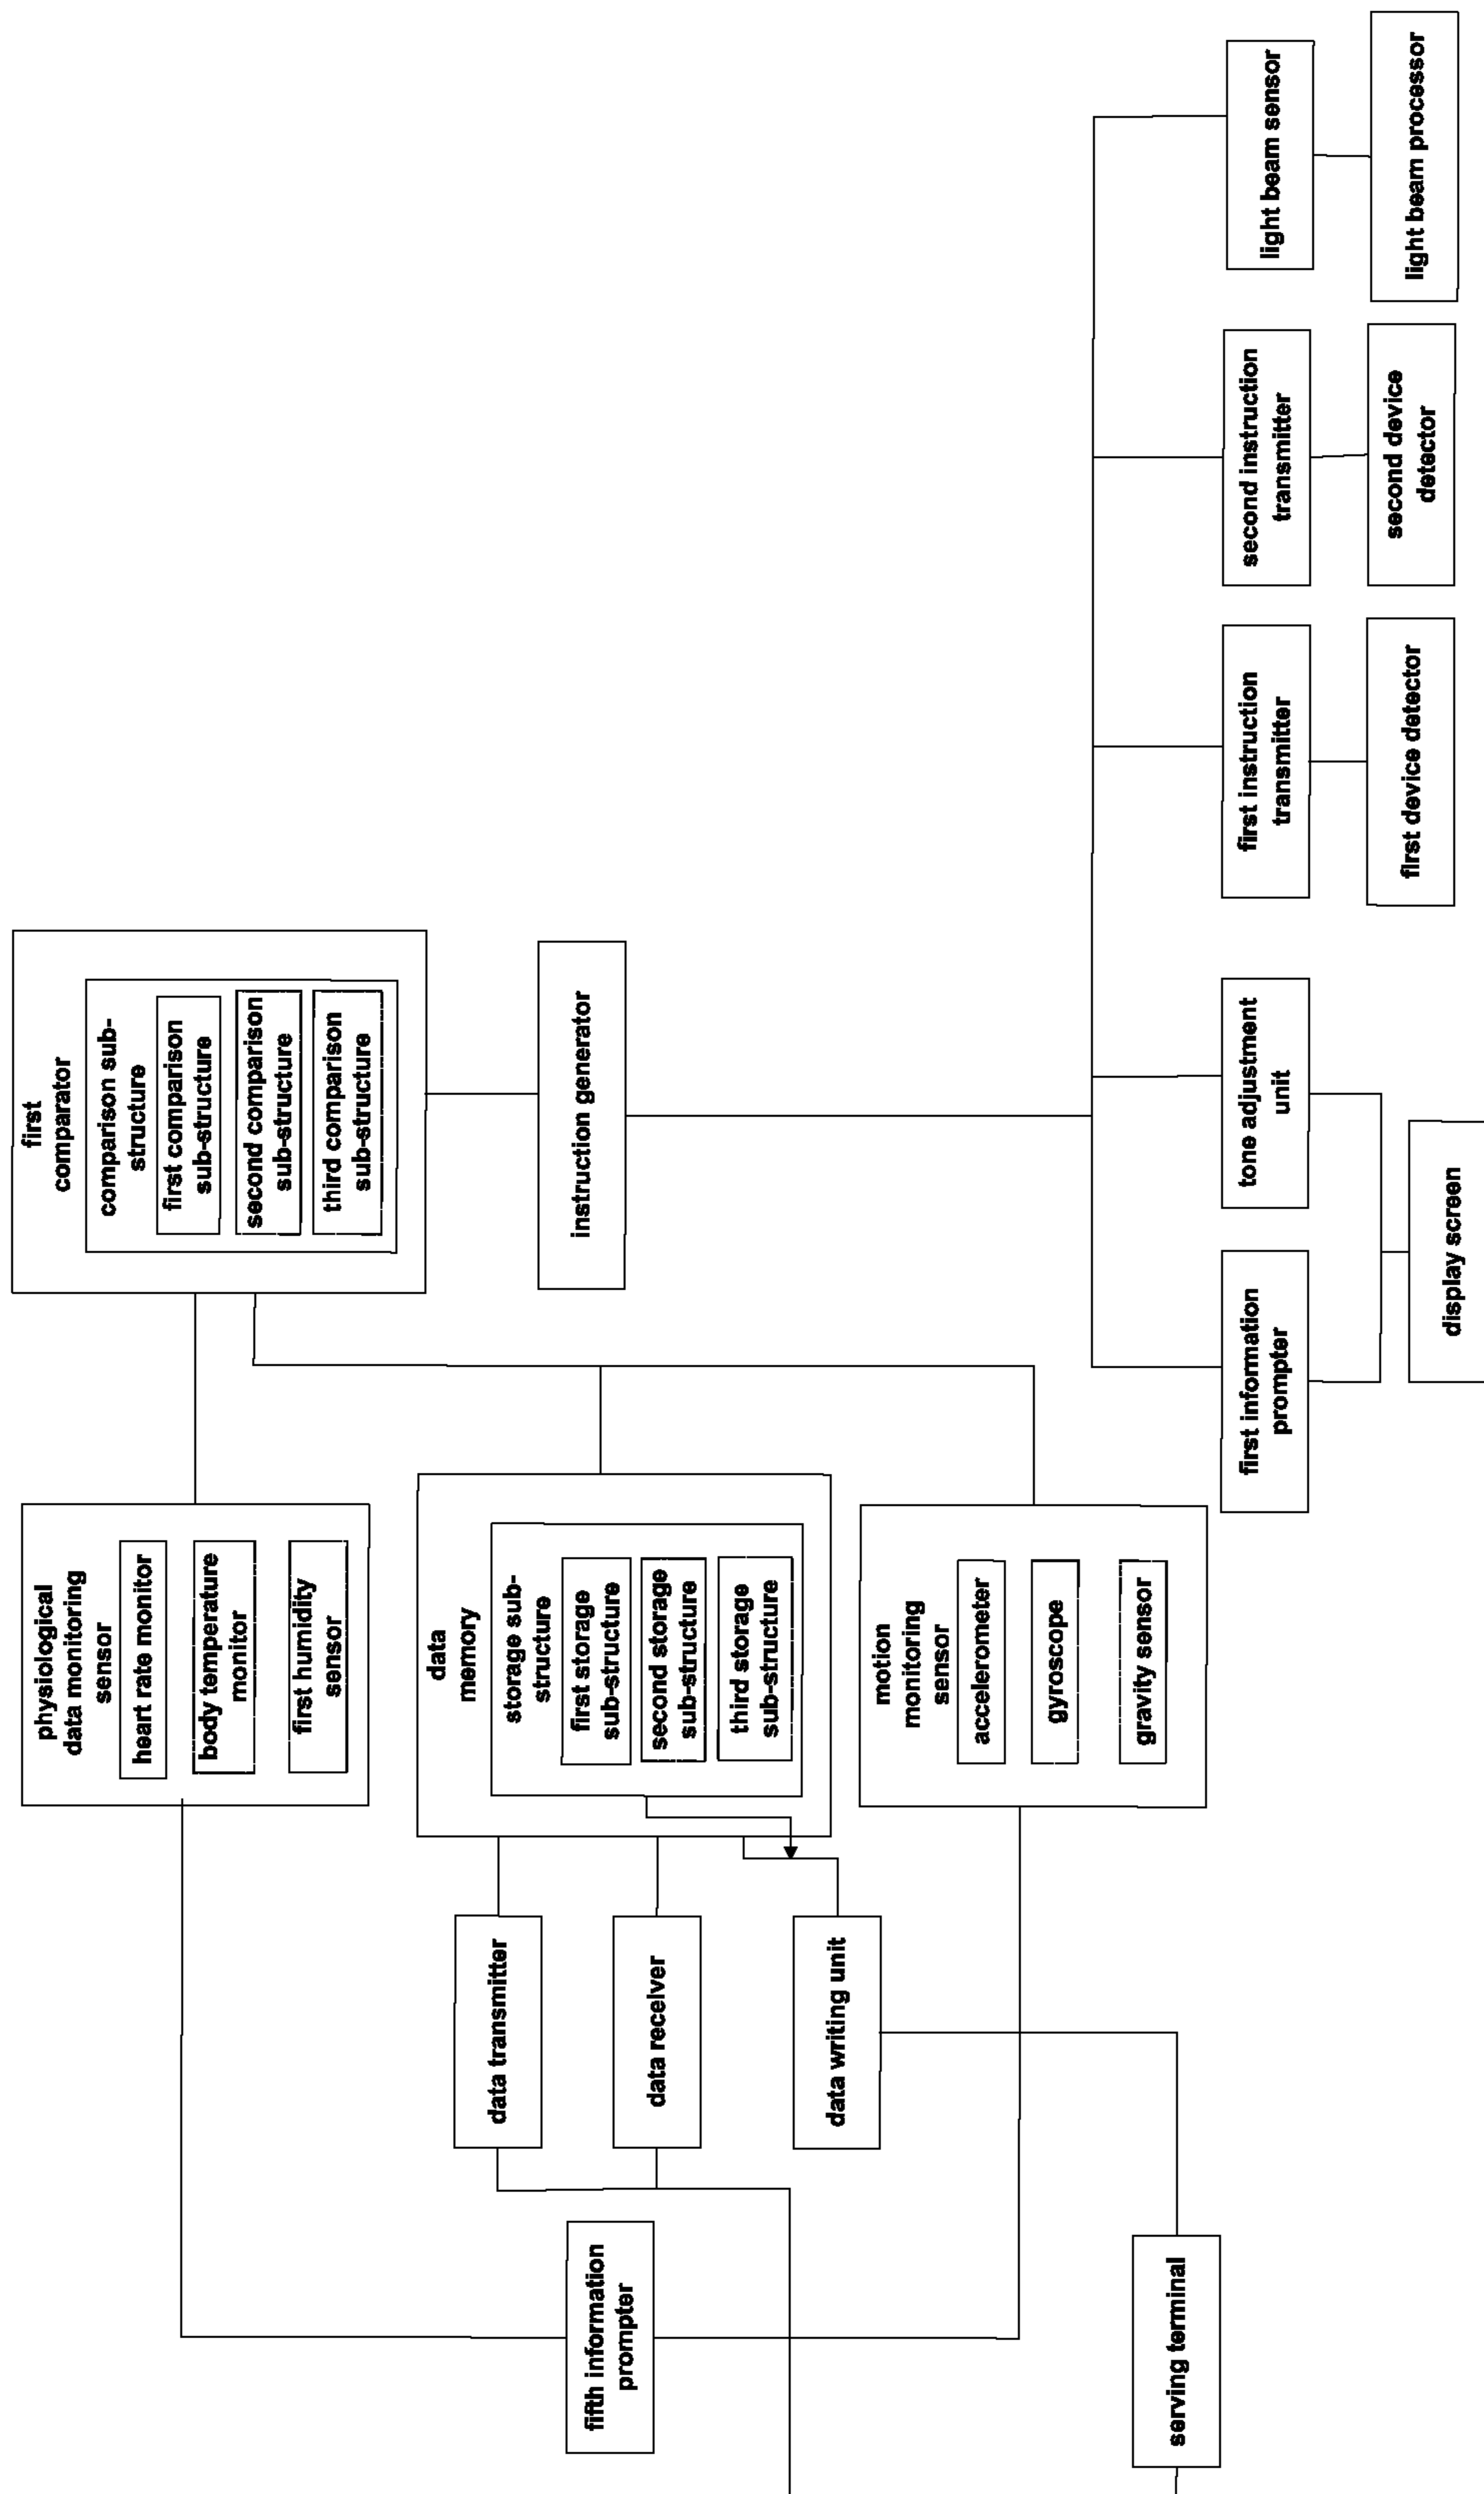 fifth information
prompter
serving terminal
data transmitter
data receiver
data writing unit
physiological
data monitoring
sensor
heart rate monitor
body temperature
monitor
first humidity
sensor
data
memory
storage sub-
structure
first storage
sub-structure
second storage
sub-structure
third storage
sub-structure
motion
monitoring
sensor
accelerometer
gyroscope
gravity sensor
first
comparator
comparison sub-
structure
first comparison
sub-structure
second comparison
sub-structure
third comparison
sub-structure
instruction generator
first information
prompter
tone adjustment
unit
display screen
first instruction
transmitter
first device detector
second instruction
transmitter
second device
detector
light beam sensor
light beam processor